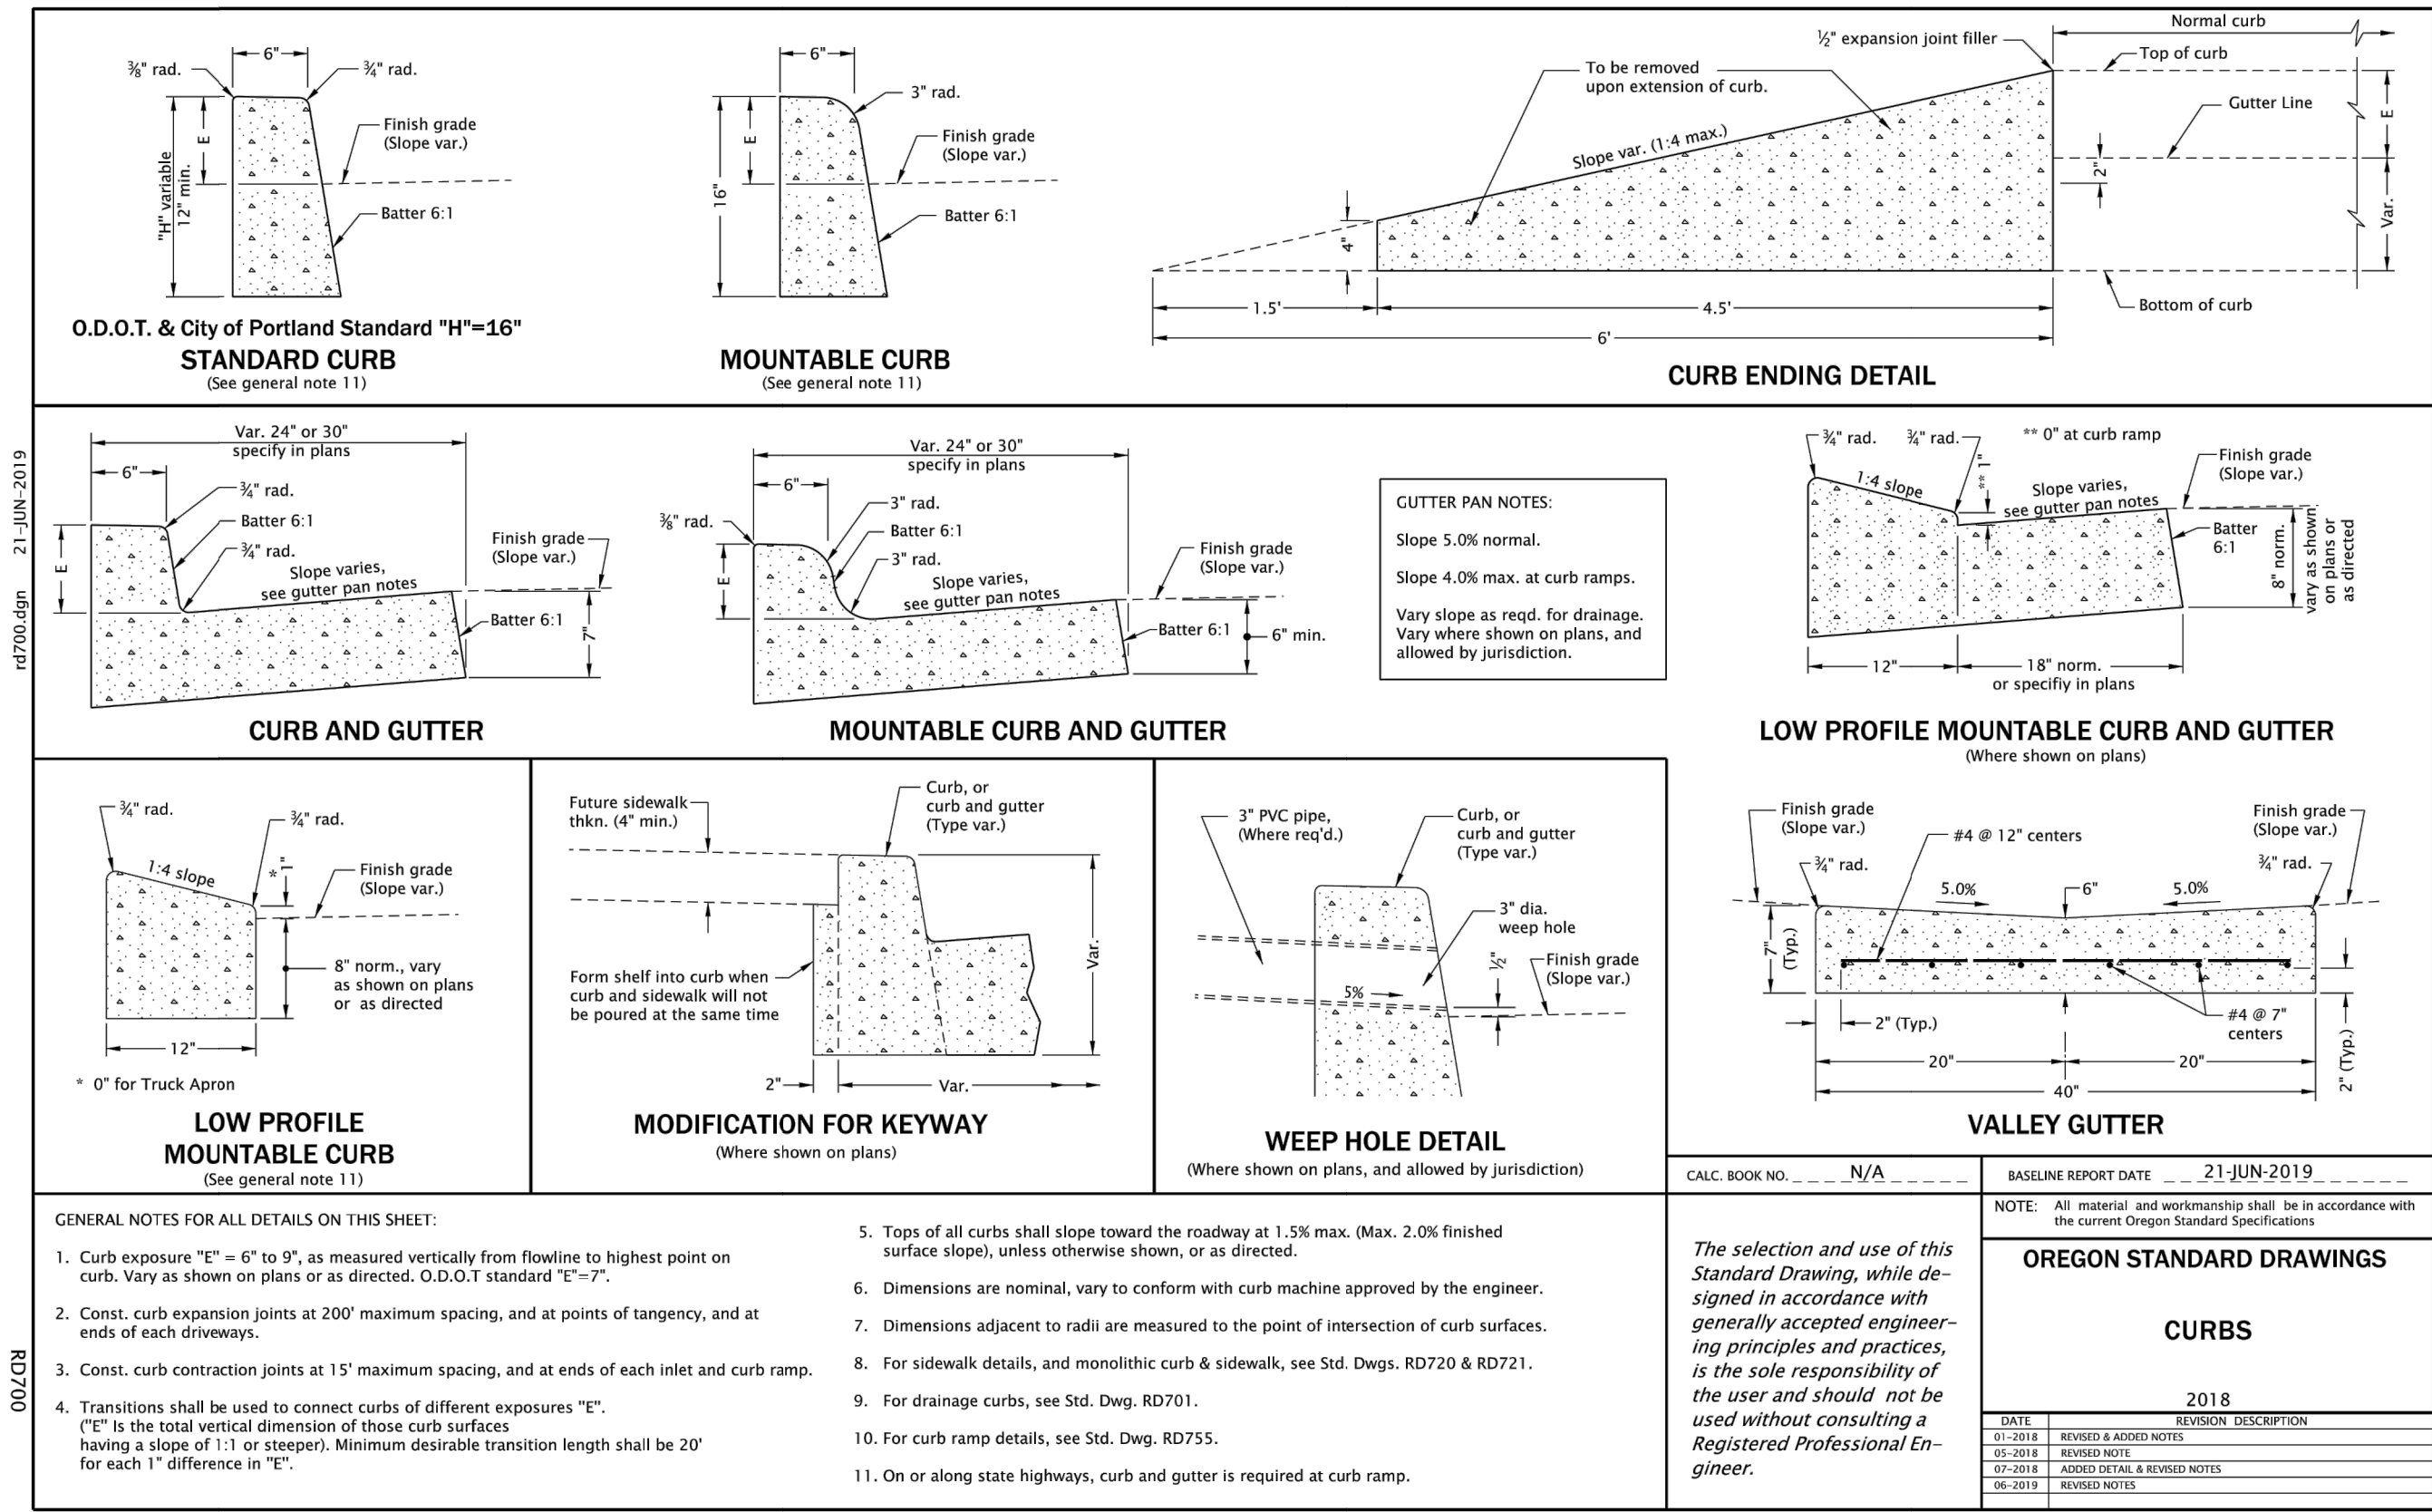 6"
⅜" rad.
¾" rad.
Finish grade
(Slope var.)
E
"H" variable
12" min.
Batter 6:1
O.D.O.T. & City of Portland Standard "H"=16"
STANDARD CURB
(See general note 11)
6"
3" rad.
Finish grade
(Slope var.)
E
16"
Batter 6:1
MOUNTABLE CURB
(See general note 11)
Normal curb
½" expansion joint filler
Top of curb
To be removed
upon extension of curb.
Gutter Line
E
Slope var. (1:4 max.)
2"
Var.
4"
1.5'
4.5'
Bottom of curb
6'
CURB ENDING DETAIL
Var. 24" or 30"
specify in plans
6"
¾" rad.
Batter 6:1
¾" rad.
E
Slope varies,
see gutter pan notes
Finish grade
(Slope var.)
Batter 6:1
7"
CURB AND GUTTER
Var. 24" or 30"
specify in plans
6"
⅜" rad.
3" rad.
Batter 6:1
3" rad.
E
Slope varies,
see gutter pan notes
Finish grade
(Slope var.)
Batter 6:1
6" min.
MOUNTABLE CURB AND GUTTER
GUTTER PAN NOTES:
Slope 5.0% normal.
Slope 4.0% max. at curb ramps.
Vary slope as reqd. for drainage.
Vary where shown on plans, and
allowed by jurisdiction.
¾" rad.
¾" rad.
** 0" at curb ramp
Finish grade
(Slope var.)
1:4 slope
** 1"
Slope varies,
see gutter pan notes
Batter
6:1
8" norm.
vary as shown
on plans or
as directed
12"
18" norm.
or specifiy in plans
LOW PROFILE MOUNTABLE CURB AND GUTTER
(Where shown on plans)
¾" rad.
¾" rad.
1:4 slope
* 1"
Finish grade
(Slope var.)
8" norm., vary
as shown on plans
or as directed
12"
* 0" for Truck Apron
LOW PROFILE
MOUNTABLE CURB
(See general note 11)
Future sidewalk
thkn. (4" min.)
Curb, or
curb and gutter
(Type var.)
Form shelf into curb when
curb and sidewalk will not
be poured at the same time
Var.
2"
Var.
MODIFICATION FOR KEYWAY
(Where shown on plans)
3" PVC pipe,
(Where req'd.)
Curb, or
curb and gutter
(Type var.)
3" dia.
weep hole
½"
Finish grade
(Slope var.)
5%
WEEP HOLE DETAIL
(Where shown on plans, and allowed by jurisdiction)
Finish grade
(Slope var.)
#4 @ 12" centers
Finish grade
(Slope var.)
¾" rad.
¾" rad.
5.0%
6"
5.0%
7"
(Typ.)
2" (Typ.)
#4 @ 7"
centers
2" (Typ.)
20"
20"
40"
VALLEY GUTTER
CALC. BOOK NO. N/A
BASELINE REPORT DATE 21-JUN-2019
GENERAL NOTES FOR ALL DETAILS ON THIS SHEET:
1. Curb exposure "E" = 6" to 9", as measured vertically from flowline to highest point on
curb. Vary as shown on plans or as directed. O.D.O.T standard "E"=7".
2. Const. curb expansion joints at 200' maximum spacing, and at points of tangency, and at
ends of each driveways.
3. Const. curb contraction joints at 15' maximum spacing, and at ends of each inlet and curb ramp.
4. Transitions shall be used to connect curbs of different exposures "E".
("E" Is the total vertical dimension of those curb surfaces
having a slope of 1:1 or steeper). Minimum desirable transition length shall be 20'
for each 1" difference in "E".
5. Tops of all curbs shall slope toward the roadway at 1.5% max. (Max. 2.0% finished
surface slope), unless otherwise shown, or as directed.
6. Dimensions are nominal, vary to conform with curb machine approved by the engineer.
7. Dimensions adjacent to radii are measured to the point of intersection of curb surfaces.
8. For sidewalk details, and monolithic curb & sidewalk, see Std. Dwgs. RD720 & RD721.
9. For drainage curbs, see Std. Dwg. RD701.
10. For curb ramp details, see Std. Dwg. RD755.
11. On or along state highways, curb and gutter is required at curb ramp.
The selection and use of this
Standard Drawing, while de-
signed in accordance with
generally accepted engineer-
ing principles and practices,
is the sole responsibility of
the user and should not be
used without consulting a
Registered Professional En-
gineer.
NOTE: All material and workmanship shall be in accordance with
the current Oregon Standard Specifications
OREGON STANDARD DRAWINGS
CURBS
2018
DATE REVISION DESCRIPTION
01-2018 REVISED & ADDED NOTES
05-2018 REVISED NOTE
07-2018 ADDED DETAIL & REVISED NOTES
06-2019 REVISED NOTES
rd700.dgn 21-JUN-2019
RD700